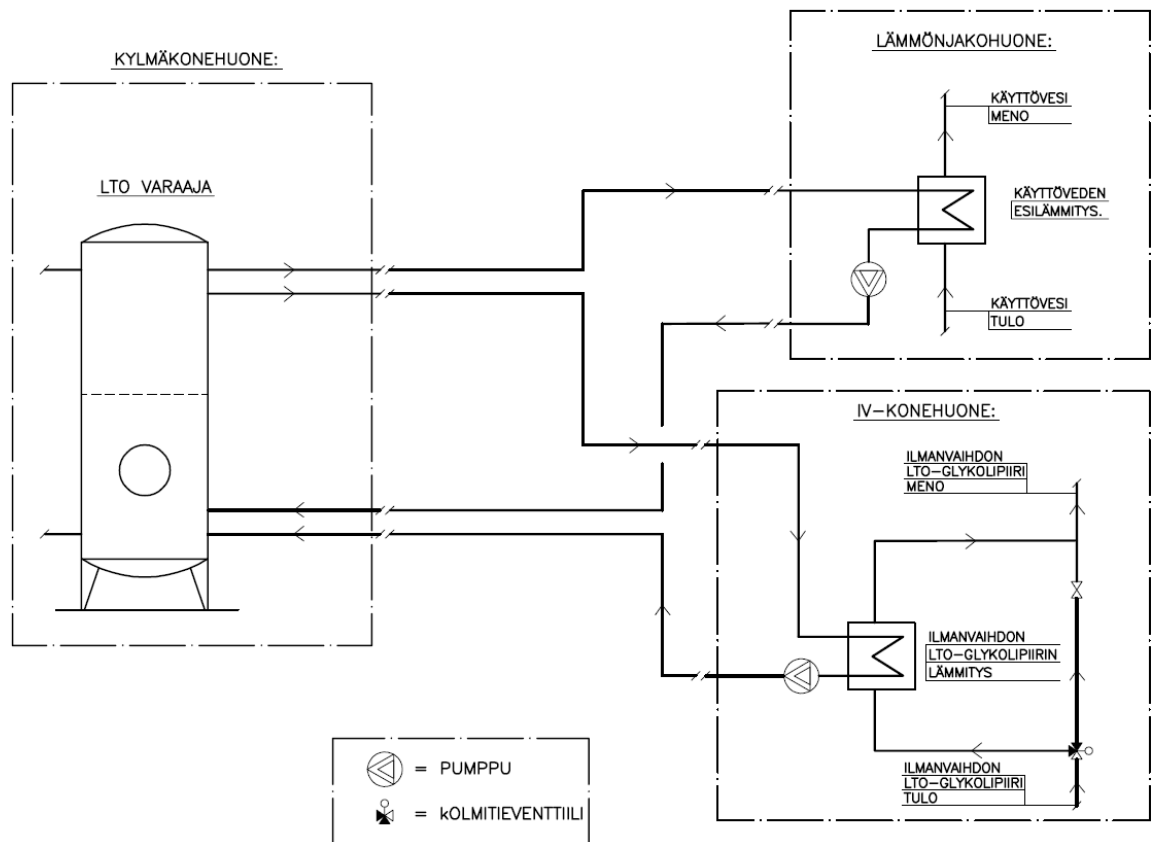 KYLMÄKONEHUONE:
LTO VARAAJA
LÄMMÖNJAKOHUONE:
KÄYTTÖVESI
MENO
KÄYTTÖVEDEN
ESILÄMMITYS.
KÄYTTÖVESI
TULO
IV-KONEHUONE:
ILMANVAIHDON
LTO-GLYKOLIPIIRI
MENO
ILMANVAIHDON
LTO-GLYKOLIPIIRIN
LÄMMITYS
ILMANVAIHDON
LTO-GLYKOLIPIIRI
TULO
= PUMPPU
= kOLMITIEVENTTIILI